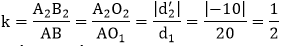 k = A₂B₂/AB = A₂O₂/AO₁ = |d₂′|/d₁ = |−10|/20 = 1/2